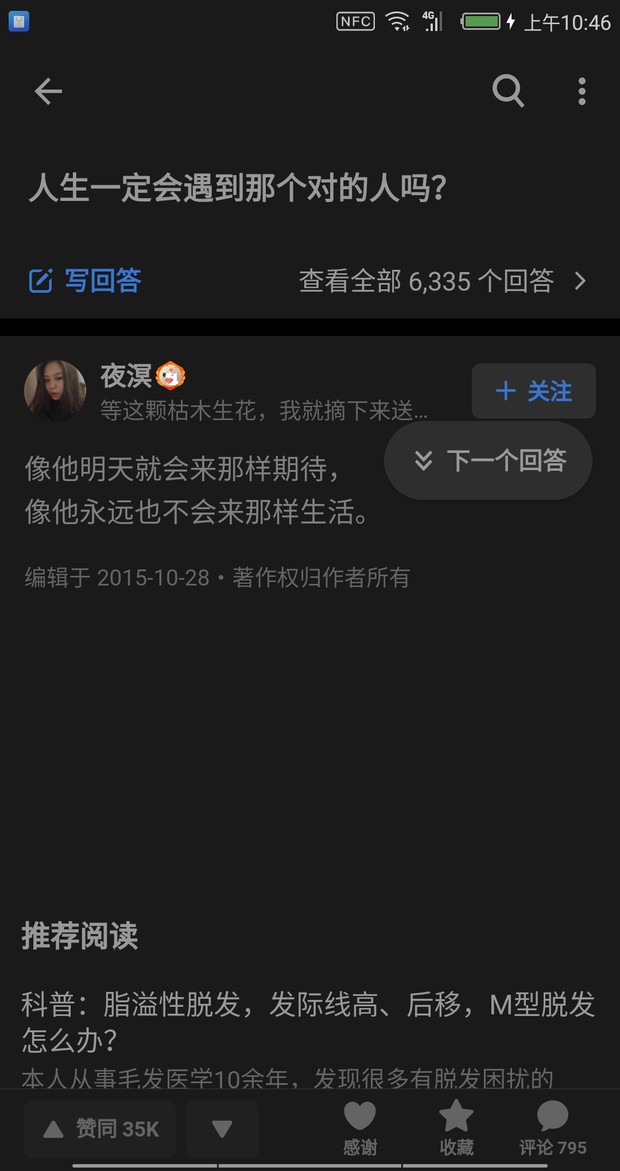 NFC 4G 上午10:46
人生一定会遇到那个对的人吗？
写回答 查看全部 6,335 个回答
夜溟
等这颗枯木生花，我就摘下来送...
关注
像他明天就会来那样期待，
下一个回答
像他永远也不会来那样生活。
编辑于 2015-10-28・著作权归作者所有
推荐阅读
科普：脂溢性脱发，发际线高、后移，M型脱发
怎么办？
本人从事毛发医学10余年，发现很多有脱发困扰的
赞同 35K 感谢 收藏 评论 795